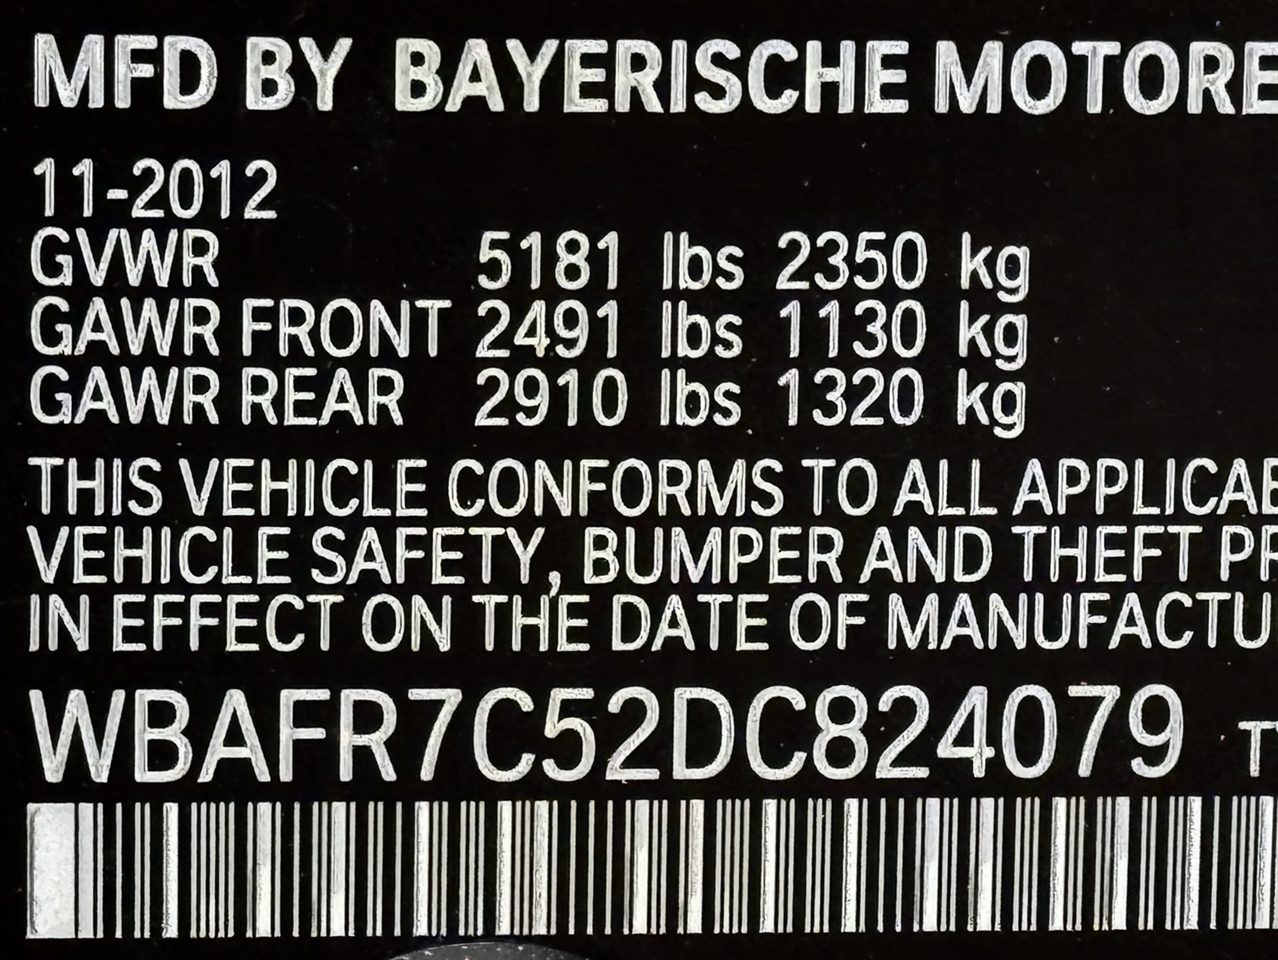 MFD BY BAYERISCHE MOTORE
11-2012
GVWR 5181 lbs 2350 kg
GAWR FRONT 2491 lbs 1130 kg
GAWR REAR 2910 lbs 1320 kg
THIS VEHICLE CONFORMS TO ALL APPLICAB
VEHICLE SAFETY, BUMPER AND THEFT PR
IN EFFECT ON THE DATE OF MANUFACTU
WBAFR7C52DC824079 T